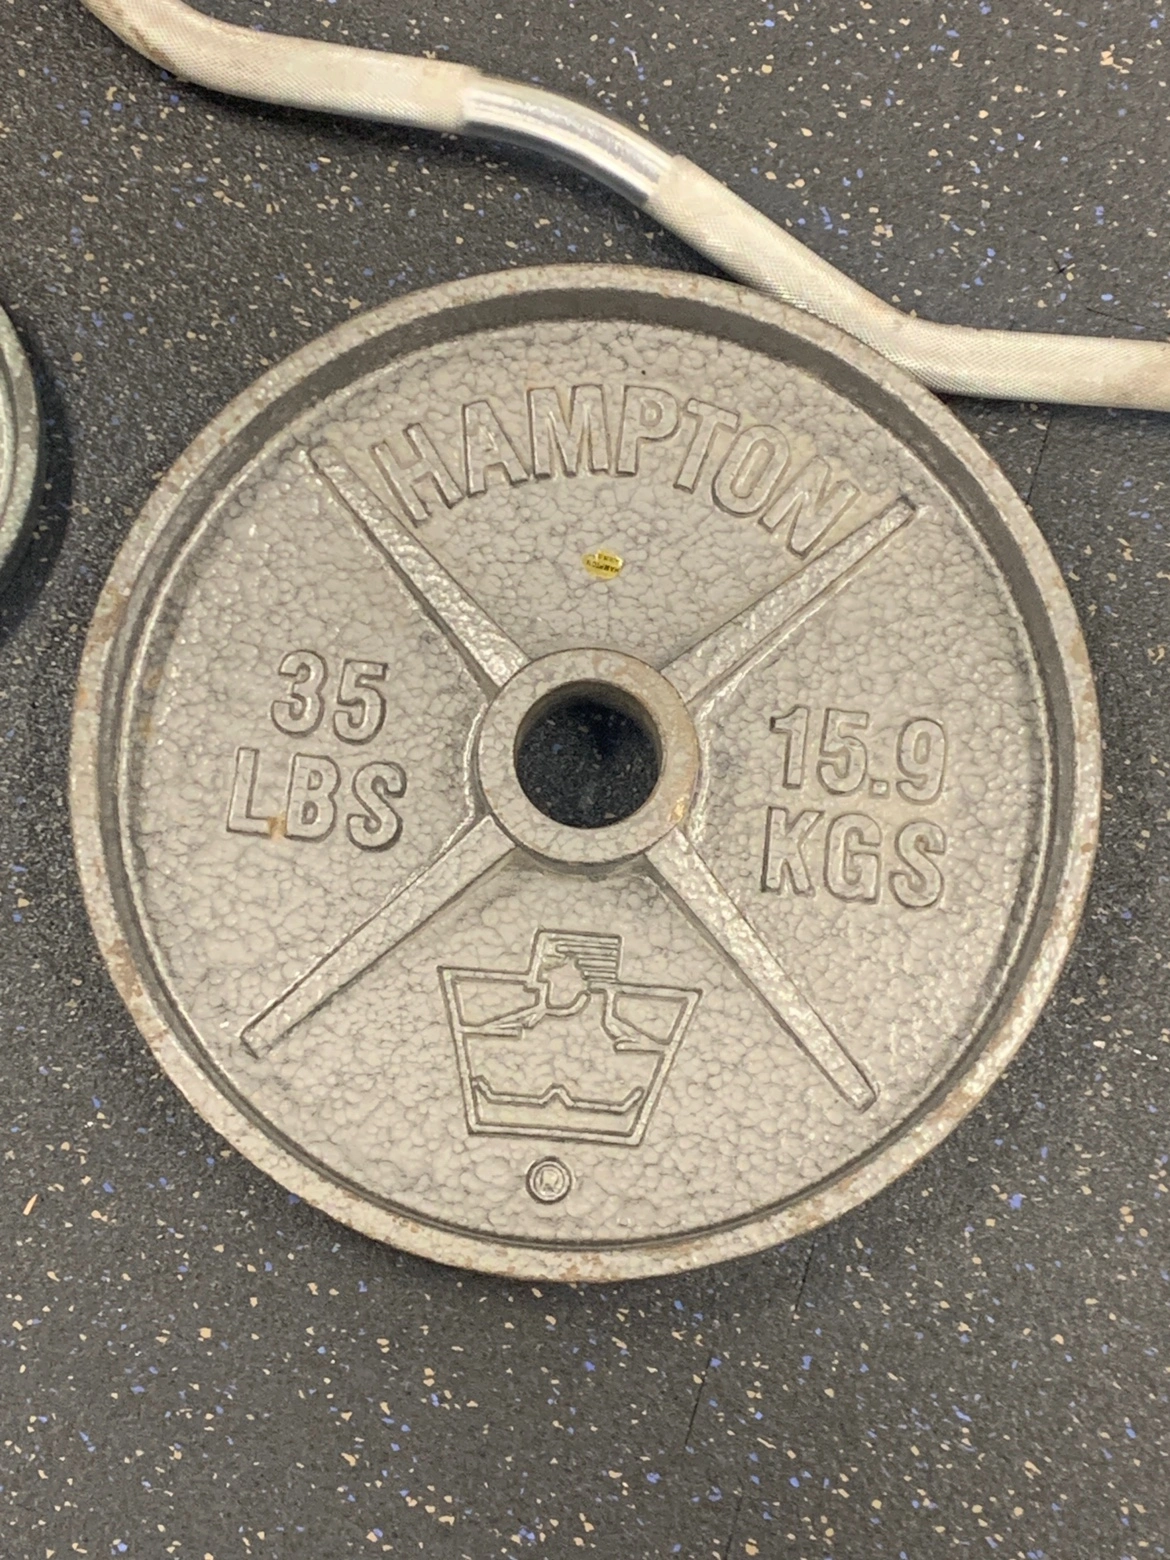 HAMPTON
35
LBS
15.9
KGS